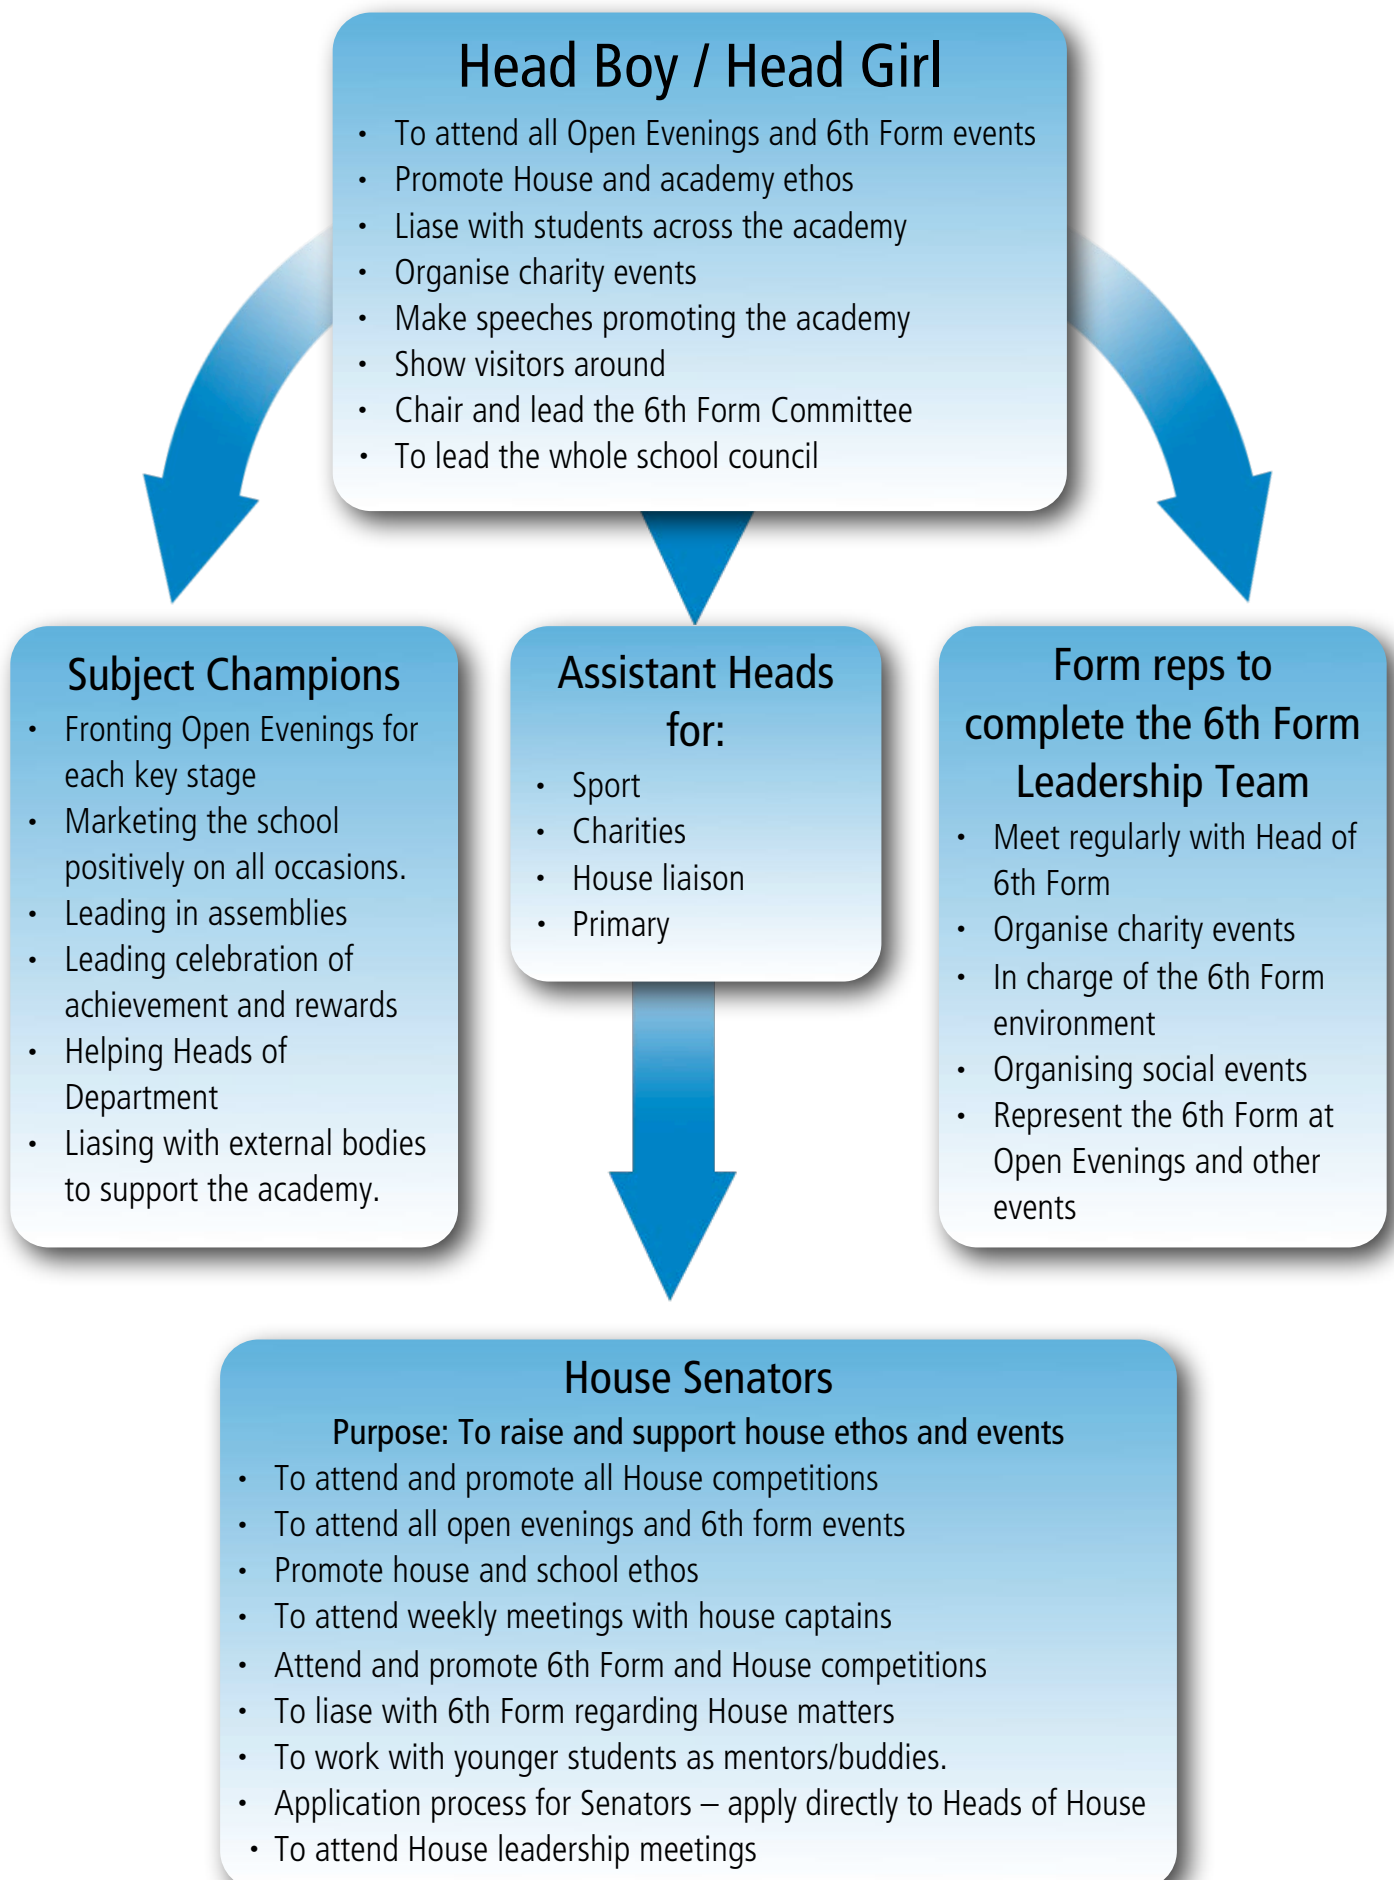 Head Boy / Head Girl
• To attend all Open Evenings and 6th Form events
• Promote House and academy ethos
• Liase with students across the academy
• Organise charity events
• Make speeches promoting the academy
• Show visitors around
• Chair and lead the 6th Form Committee
• To lead the whole school council
Subject Champions
• Fronting Open Evenings for
each key stage
• Marketing the school
positively on all occasions.
• Leading in assemblies
• Leading celebration of
achievement and rewards
• Helping Heads of
Department
• Liasing with external bodies
to support the academy.
Assistant Heads
for:
• Sport
• Charities
• House liaison
• Primary
Form reps to
complete the 6th Form
Leadership Team
• Meet regularly with Head of
6th Form
• Organise charity events
• In charge of the 6th Form
environment
• Organising social events
• Represent the 6th Form at
Open Evenings and other
events
House Senators
Purpose: To raise and support house ethos and events
• To attend and promote all House competitions
• To attend all open evenings and 6th form events
• Promote house and school ethos
• To attend weekly meetings with house captains
• Attend and promote 6th Form and House competitions
• To liase with 6th Form regarding House matters
• To work with younger students as mentors/buddies.
• Application process for Senators – apply directly to Heads of House
• To attend House leadership meetings